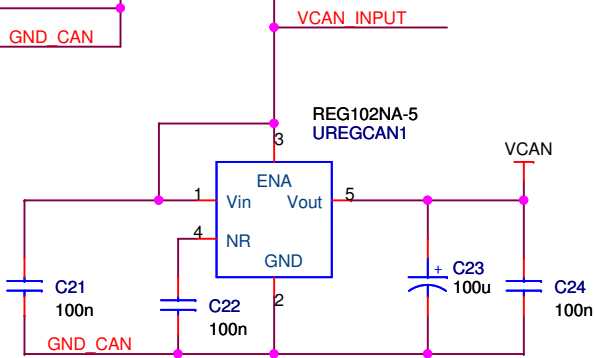 VCAN_INPUT
GND_CAN
REG102NA-5
3
UREGCAN1
VCAN
ENA
1
Vin
Vout
5
4
NR
GND
C23
C21
100u
C24
2
C22
100n
100n
100n
GND_CAN
+